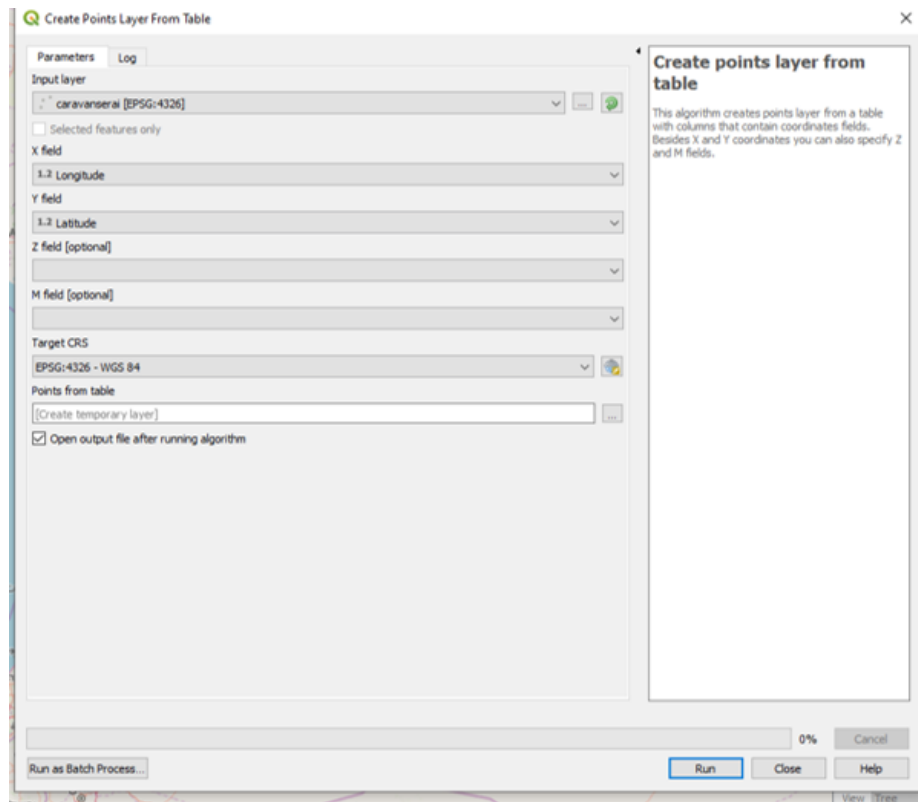 Create Points Layer From Table
Parameters Log
Input layer
caravanserai [EPSG:4326]
...
Selected features only
X field
1.2 Longitude
Y field
1.2 Latitude
Z field [optional]
M field [optional]
Target CRS
EPSG:4326 - WGS 84
Points from table
[Create temporary layer]
...
Open output file after running algorithm
Create points layer from
table
This algorithm creates points layer from a table
with columns that contain coordinates fields.
Besides X and Y coordinates you can also specify Z
and M fields.
0%
Cancel
Run as Batch Process...
Run
Close
Help
View Tree